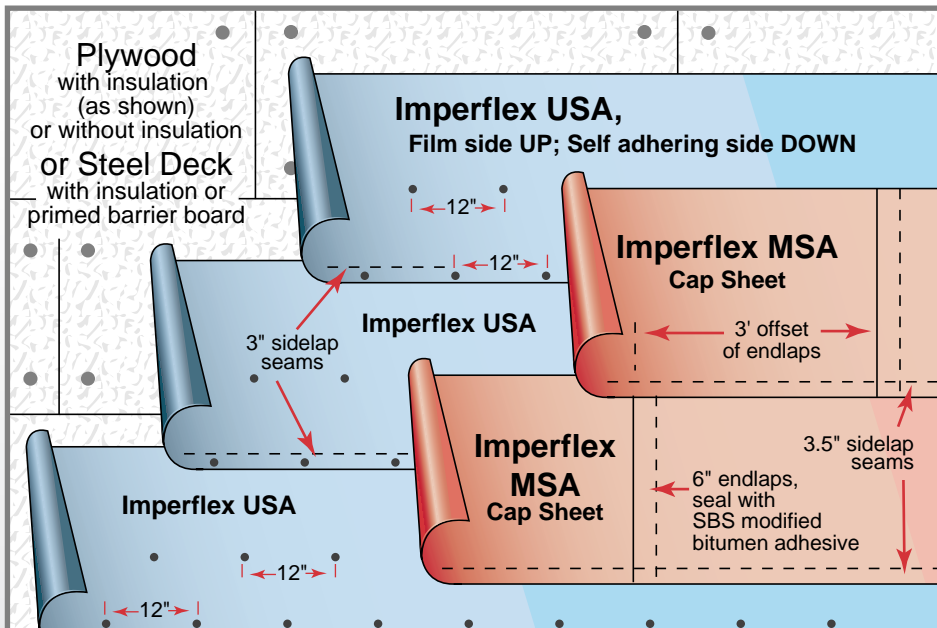 Plywood
with insulation
(as shown)
or without insulation
or Steel Deck
with insulation or
primed barrier board
Imperflex USA,
Film side UP; Self adhering side DOWN
12"
12"
Imperflex MSA
Cap Sheet
3' offset
of endlaps
Imperflex USA
3" sidelap
seams
3.5" sidelap
seams
Imperflex
MSA
Cap Sheet
6" endlaps,
seal with
SBS modified
bitumen adhesive
Imperflex USA
12"
12"